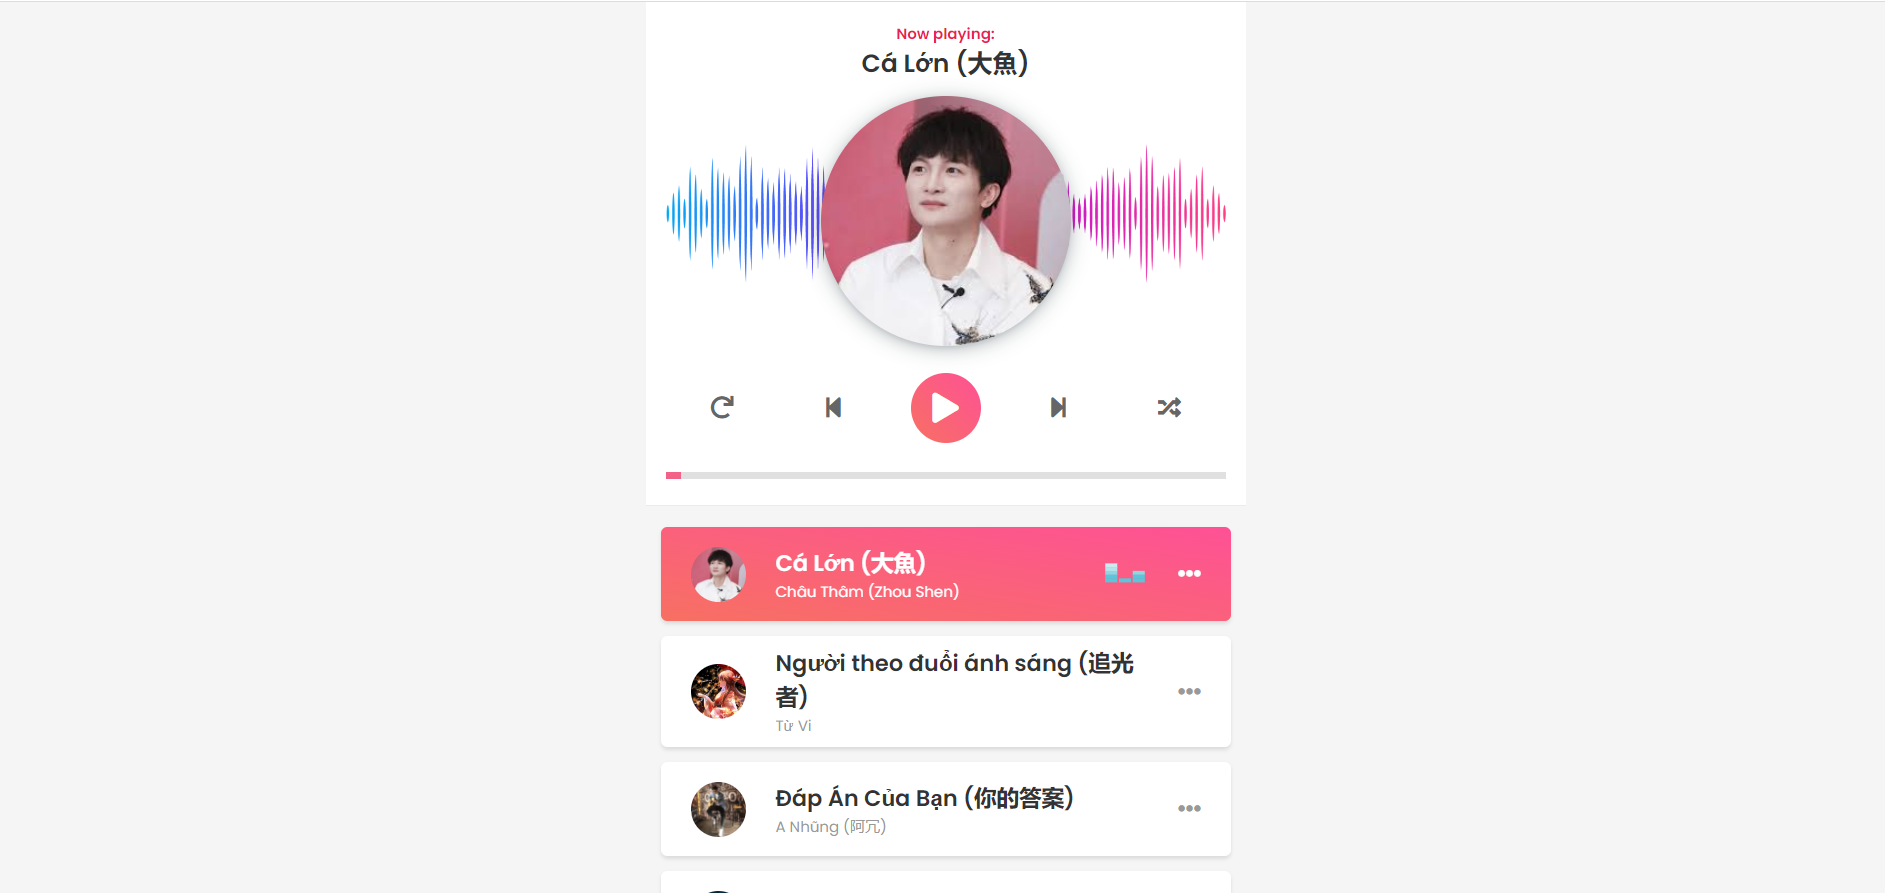 Now playing:
Cá Lớn (大魚)
Cá Lớn (大魚)
Châu Thâm (Zhou Shen)
Người theo đuổi ánh sáng (追光
者)
Từ Vi
Đáp Án Của Bạn (你的答案)
A Nhũng (阿冗)